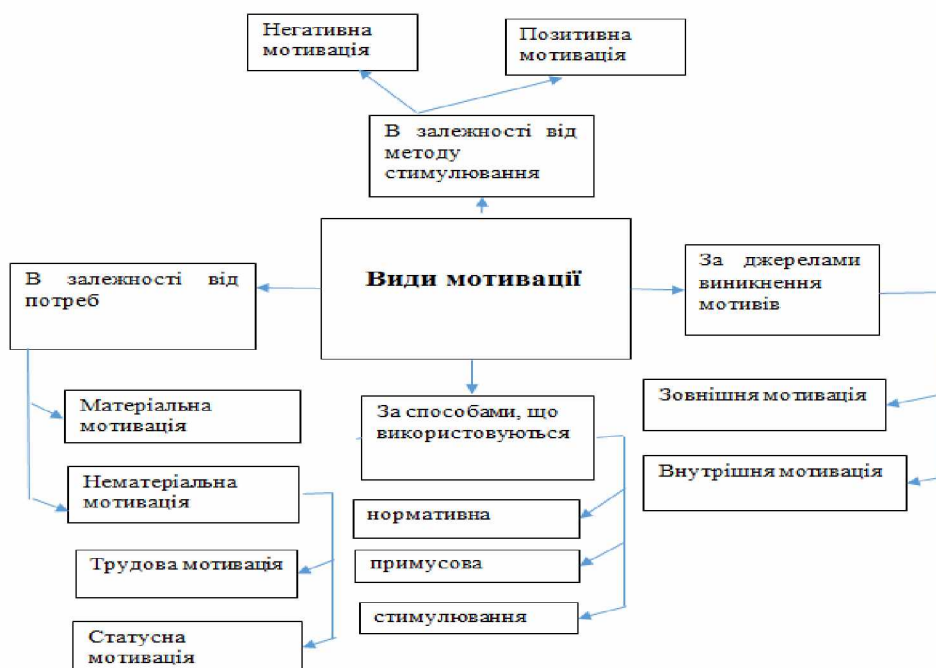 Негативна
мотивація
Позитивна
мотивація
В залежності від
методу
стимулювання
Види мотивації
В залежності від
потреб
За джерелами
виникнення
мотивів
Матеріальна
мотивація
Нематеріальна
мотивація
Трудова мотивація
Статусна
мотивація
За способами, що
використовуються
нормативна
примусова
стимулювання
Зовнішня мотивація
Внутрішня мотивація